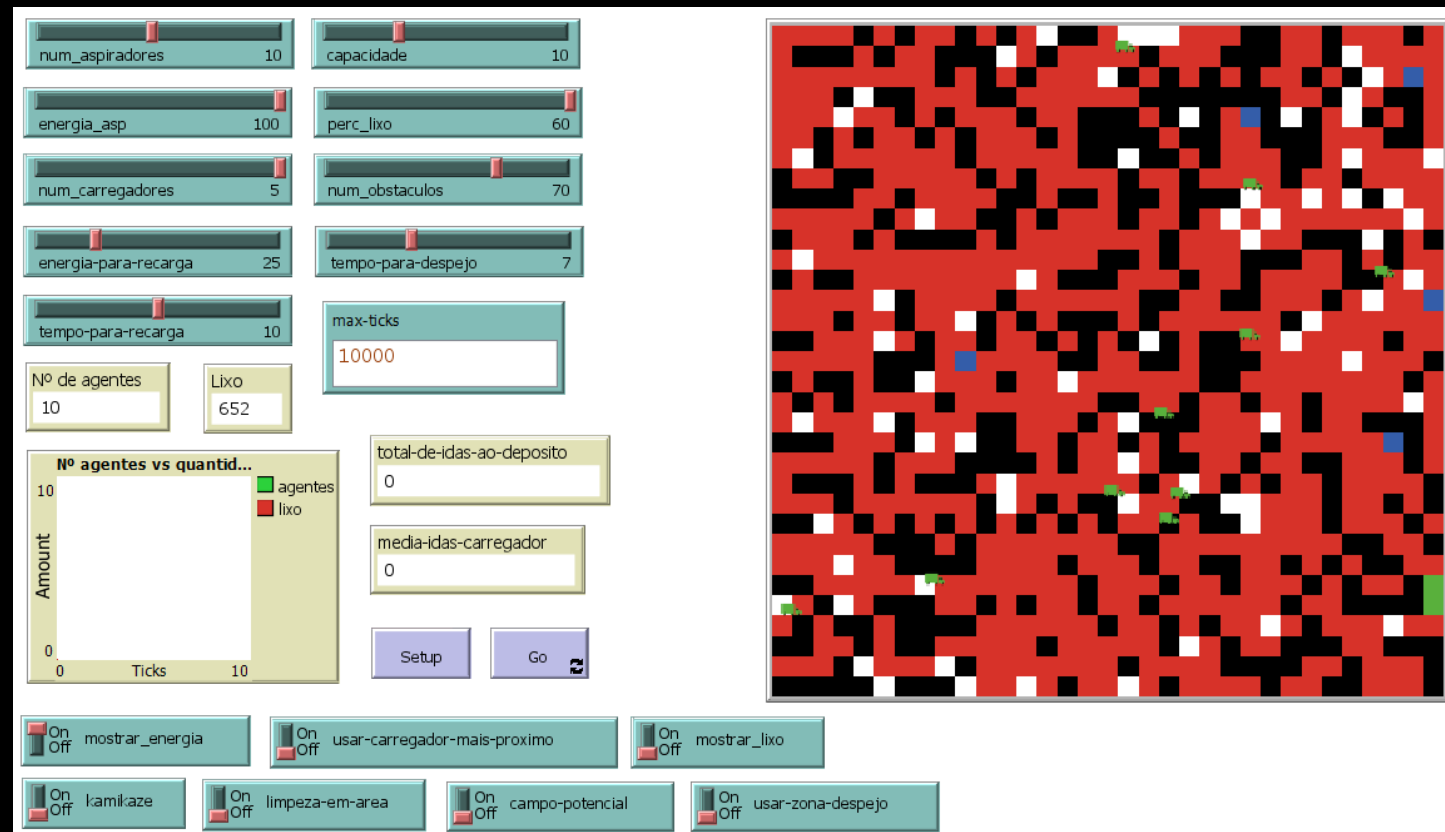 num_aspiradores 10
capacidade 10
energia_asp 100
perc_lixo 60
num_carregadores 5
num_obstaculos 70
energia-para-recarga 25
tempo-para-despejo 7
tempo-para-recarga 10
max-ticks
10000
Nº de agentes
10
Lixo
652
Nº agentes vs quantid...
10
Amount
0
0 Ticks 10
agentes
lixo
total-de-idas-ao-deposito
0
media-idas-carregador
0
Setup
Go
On
Off
mostrar_energia
On
Off
usar-carregador-mais-proximo
On
Off
mostrar_lixo
On
Off
kamikaze
On
Off
limpeza-em-area
On
Off
campo-potencial
On
Off
usar-zona-despejo